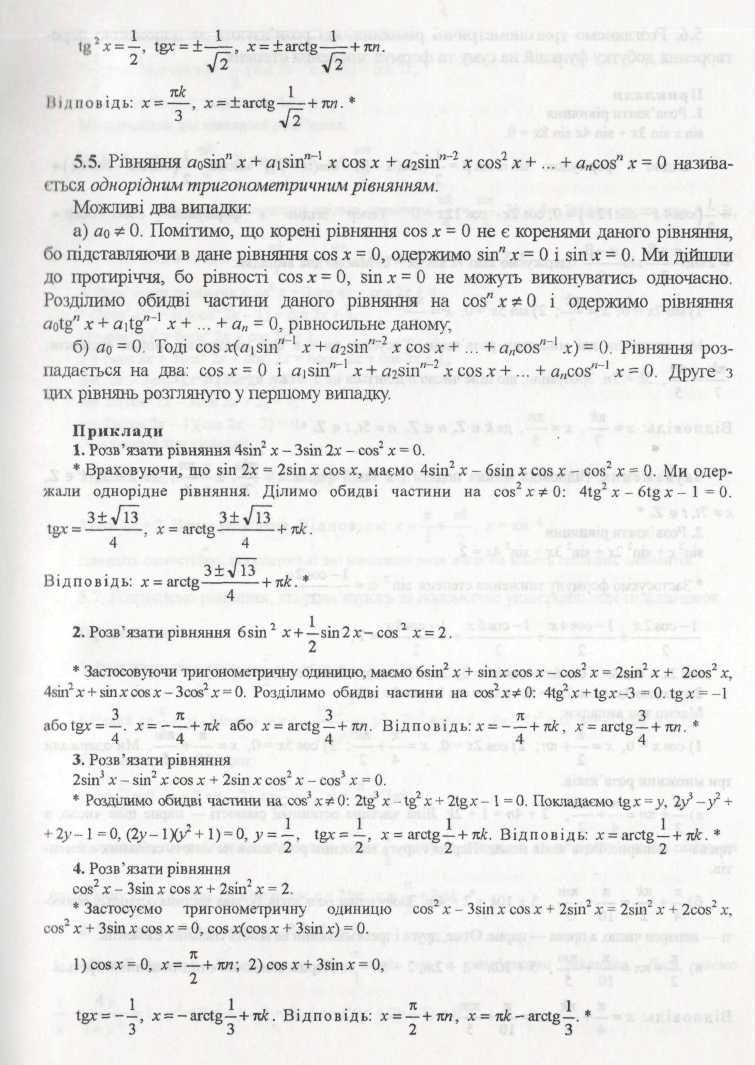 tg²x = 1/2, tgx = ± 1/√2, x = ± arctg 1/√2 + πn.
Відповідь: x = πk/3, x = ± arctg 1/√2 + πn. *
5.5. Рівняння a₀sinⁿ x + a₁sinⁿ⁻¹ x cos x + a₂sinⁿ⁻² x cos² x + ... + aₙcosⁿ x = 0 назива-
ється однорідним тригонометричним рівнянням.
Можливі два випадки:
а) a₀ ≠ 0. Помітимо, що корені рівняння cos x = 0 не є коренями даного рівняння,
бо підставляючи в дане рівняння cos x = 0, одержимо sinⁿ x = 0 і sin x = 0. Ми дійшли
до протиріччя, бо рівності cos x = 0, sin x = 0 не можуть виконуватись одночасно.
Розділимо обидві частини даного рівняння на cosⁿ x ≠ 0 і одержимо рівняння
a₀tgⁿ x + a₁tgⁿ⁻¹ x + ... + aₙ = 0, рівносильне даному;
б) a₀ = 0. Тоді cos x(a₁sinⁿ⁻¹ x + a₂sinⁿ⁻² x cos x + ... + aₙcosⁿ⁻¹ x) = 0. Рівняння роз-
падається на два: cos x = 0 і a₁sinⁿ⁻¹ x + a₂sinⁿ⁻² x cos x + ... + aₙcosⁿ⁻¹ x = 0. Друге з
цих рівнянь розглянуто у першому випадку.
Приклади
1. Розв'язати рівняння 4sin² x – 3sin 2x – cos² x = 0.
* Враховуючи, що sin 2x = 2sin x cos x, маємо 4sin² x – 6sin x cos x – cos² x = 0. Ми одер-
жали однорідне рівняння. Ділимо обидві частини на cos² x ≠ 0: 4tg² x – 6tg x – 1 = 0.
tgx = (3 ± √13)/4, x = arctg (3 ± √13)/4 + πk.
Відповідь: x = arctg (3 ± √13)/4 + πk. *
2. Розв'язати рівняння 6sin² x + 1/2 sin 2x – cos² x = 2.
* Застосовуючи тригонометричну одиницю, маємо 6sin² x + sin x cos x – cos² x = 2sin² x + 2cos² x,
4sin² x + sin x cos x – 3cos² x = 0. Розділимо обидві частини на cos² x ≠ 0: 4tg² x + tg x –3 = 0. tg x = –1
або tgx = 3/4. x = – π/4 + πk або x = arctg 3/4 + πn. Відповідь: x = – π/4 + πk, x = arctg 3/4 + πn. *
3. Розв'язати рівняння
2sin³ x – sin² x cos x + 2sin x cos² x – cos³ x = 0.
* Розділимо обидві частини на cos³ x ≠ 0: 2tg³ x – tg² x + 2tg x – 1 = 0. Покладаємо tg x = y, 2y³ – y² +
+ 2y – 1 = 0, (2y – 1)(y² + 1) = 0, y = 1/2, tgx = 1/2, x = arctg 1/2 + πk. Відповідь: x = arctg 1/2 + πk. *
4. Розв'язати рівняння
cos² x – 3sin x cos x + 2sin² x = 2.
* Застосуємо тригонометричну одиницю cos² x – 3sin x cos x + 2sin² x = 2sin² x + 2cos² x,
cos² x + 3sin x cos x = 0, cos x(cos x + 3sin x) = 0.
1) cos x = 0, x = π/2 + πn; 2) cos x + 3sin x = 0,
tgx = – 1/3, x = – arctg 1/3 + πk. Відповідь: x = π/2 + πn, x = πk – arctg 1/3. *